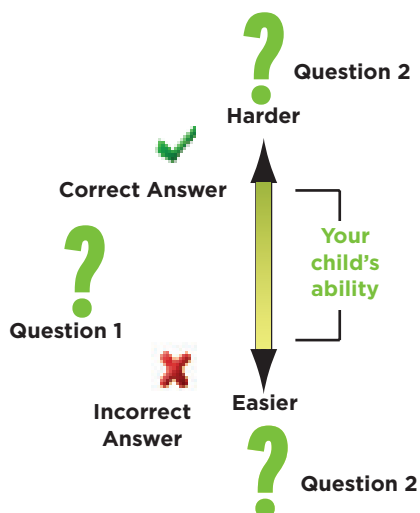 Question 2
Harder
Correct Answer
Your
child's
ability
Question 1
Easier
Incorrect
Answer
Question 2